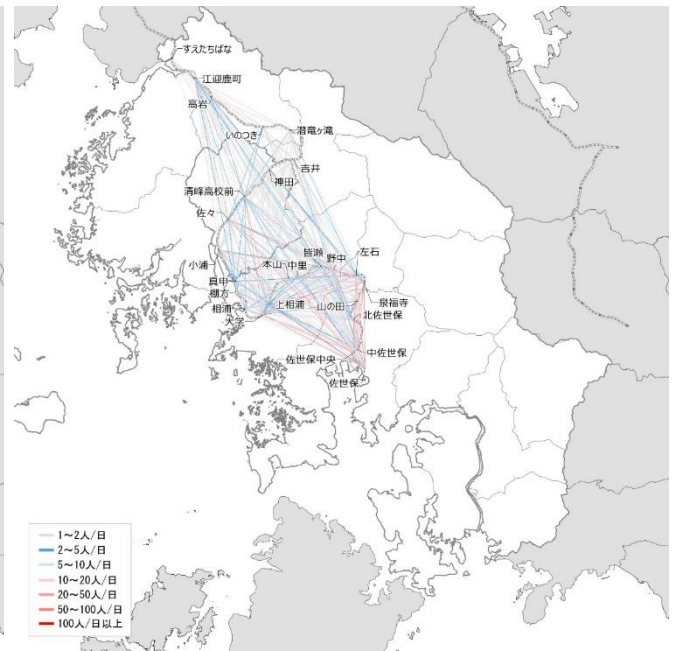 すえたちばな
江迎鹿町
高岩
いのつき
潜竜ヶ滝
吉井
神田
清峰高校前
佐々
皆瀬
野中
左石
小浦
本山
中里
真申
棚方
上相浦
山の田
泉福寺
北佐世保
相浦
大学
中佐世保
佐世保中央
佐世保
1～2人/日
2～5人/日
5～10人/日
10～20人/日
20～50人/日
50～100人/日
100人/日以上